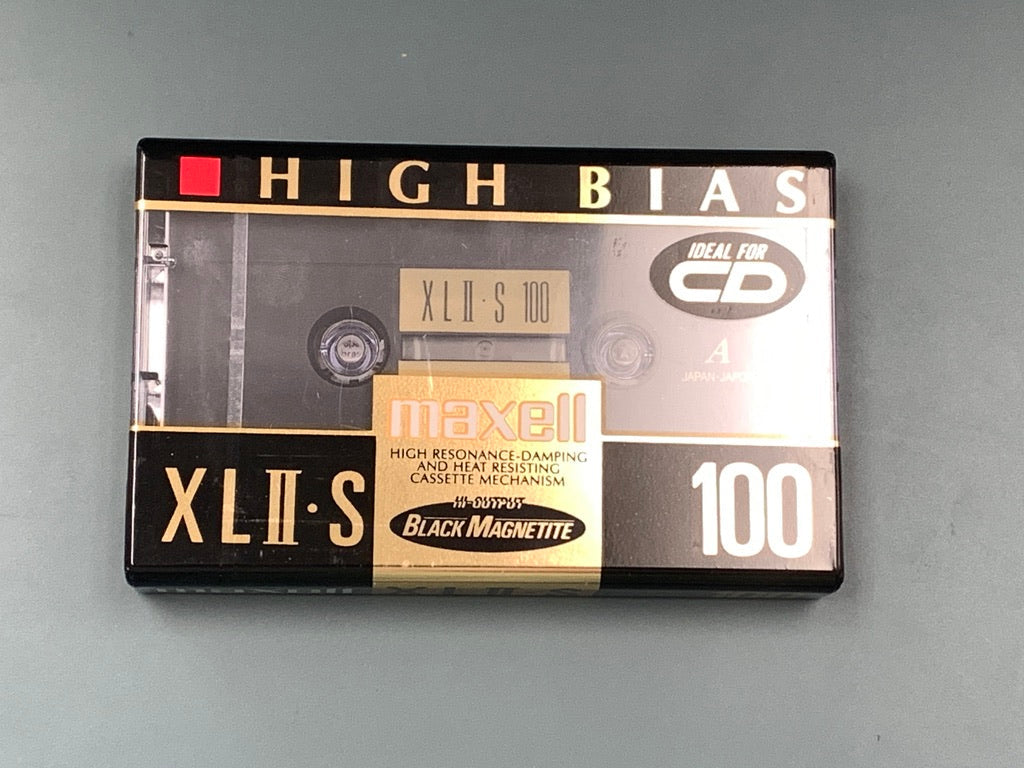 HIGH BIAS
IDEAL FOR
CD
XLII·S 100
A
maxell
HIGH RESONANCE-DAMPING
AND HEAT RESISTING
CASSETTE MECHANISM
HI-OUTPUT
BLACK MAGNETITE
XLII·S
100